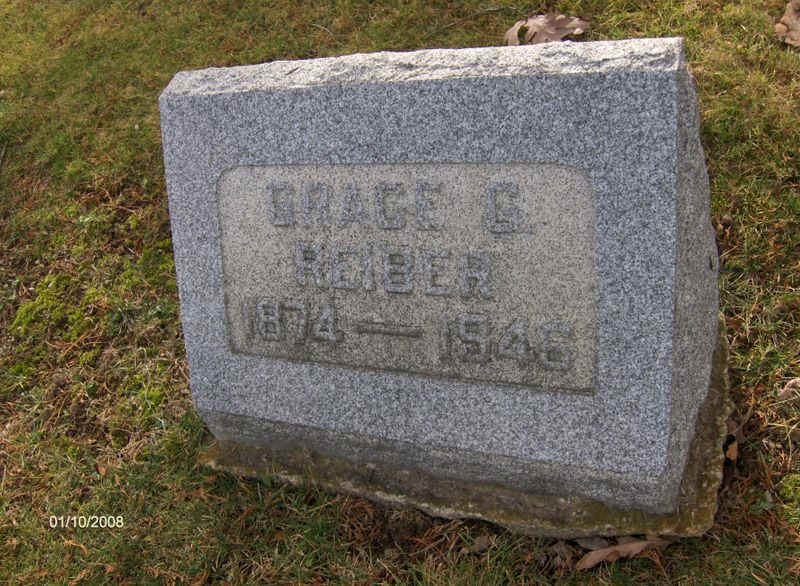 GRACE G.
REIBER
1874 — 1946
01/10/2008